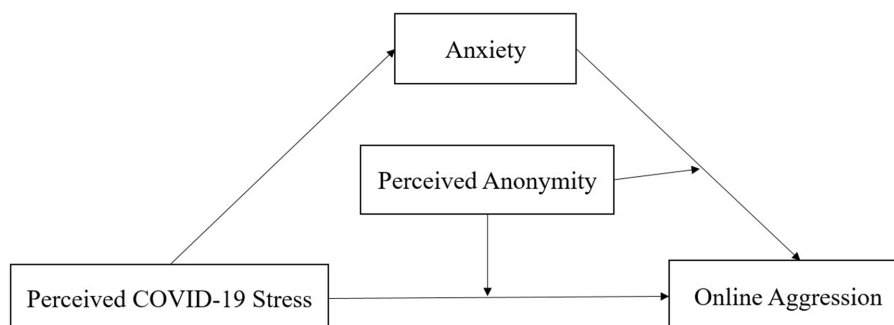 Anxiety
Perceived Anonymity
Perceived COVID-19 Stress
Online Aggression